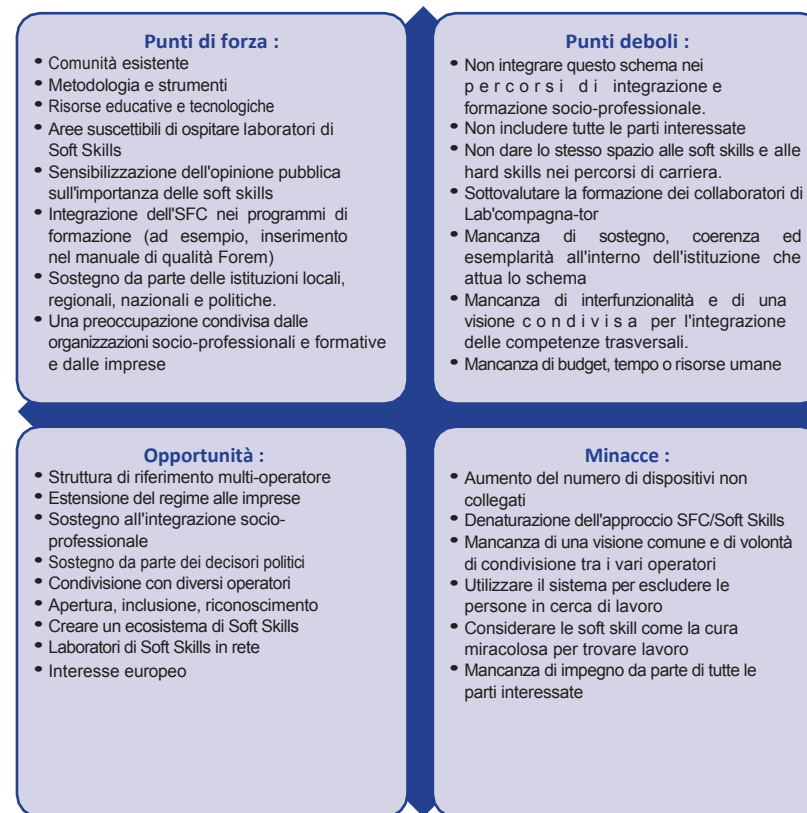 Punti di forza :
• Comunità esistente
• Metodologia e strumenti
• Risorse educative e tecnologiche
• Aree suscettibili di ospitare laboratori di
Soft Skills
• Sensibilizzazione dell'opinione pubblica
sull'importanza delle soft skills
• Integrazione dell'SFC nei programmi di
formazione (ad esempio, inserimento
nel manuale di qualità Forem)
• Sostegno da parte delle istituzioni locali,
regionali, nazionali e politiche.
• Una preoccupazione condivisa dalle
organizzazioni socio-professionali e formative
e dalle imprese
Punti deboli :
• Non integrare questo schema nei
percorsi di integrazione e
formazione socio-professionale.
• Non includere tutte le parti interessate
• Non dare lo stesso spazio alle soft skills e alle
hard skills nei percorsi di carriera.
• Sottovalutare la formazione dei collaboratori di
Lab'compagna-tor
• Mancanza di sostegno, coerenza ed
esemplarità all'interno dell'istituzione che
attua lo schema
• Mancanza di interfunzionalità e di una
visione condivisa per l'integrazione
delle competenze trasversali.
• Mancanza di budget, tempo o risorse umane
Opportunità :
• Struttura di riferimento multi-operatore
• Estensione del regime alle imprese
• Sostegno all'integrazione socio-
professionale
• Sostegno da parte dei decisori politici
• Condivisione con diversi operatori
• Apertura, inclusione, riconoscimento
• Creare un ecosistema di Soft Skills
• Laboratori di Soft Skills in rete
• Interesse europeo
Minacce :
• Aumento del numero di dispositivi non
collegati
• Denaturazione dell'approccio SFC/Soft Skills
• Mancanza di una visione comune e di volontà
di condivisione tra i vari operatori
• Utilizzare il sistema per escludere le
persone in cerca di lavoro
• Considerare le soft skill come la cura
miracolosa per trovare lavoro
• Mancanza di impegno da parte di tutte le
parti interessate